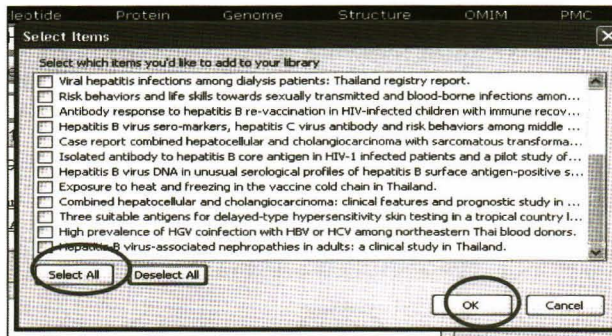 leotide Protein Genome Structure OMIM PMC
Select Items
Select which items you'd like to add to your library
Viral hepatitis infections among dialysis patients: Thailand registry report.
Risk behaviors and life skills towards sexually transmitted and blood-borne infections amon...
Antibody response to hepatitis B re-vaccination in HIV-infected children with immune recov...
Hepatitis B virus sero-markers, hepatitis C virus antibody and risk behaviors among middle ...
Case report combined hepatocellular and cholangiocarcinoma with sarcomatous transforma...
Isolated antibody to hepatitis B core antigen in HIV-1 infected patients and a pilot study of...
Hepatitis B virus DNA in unusual serological profiles of hepatitis B surface antigen-positive s...
Exposure to heat and freezing in the vaccine cold chain in Thailand.
Combined hepatocellular and cholangiocarcinoma: clinical features and prognostic study in ...
Three suitable antigens for delayed-type hypersensitivity skin testing in a tropical country l...
High prevalence of HGV coinfection with HBV or HCV among northeastern Thai blood donors.
Hepatitis B virus-associated nephropathies in adults: a clinical study in Thailand.
Select All Deselect All
OK Cancel